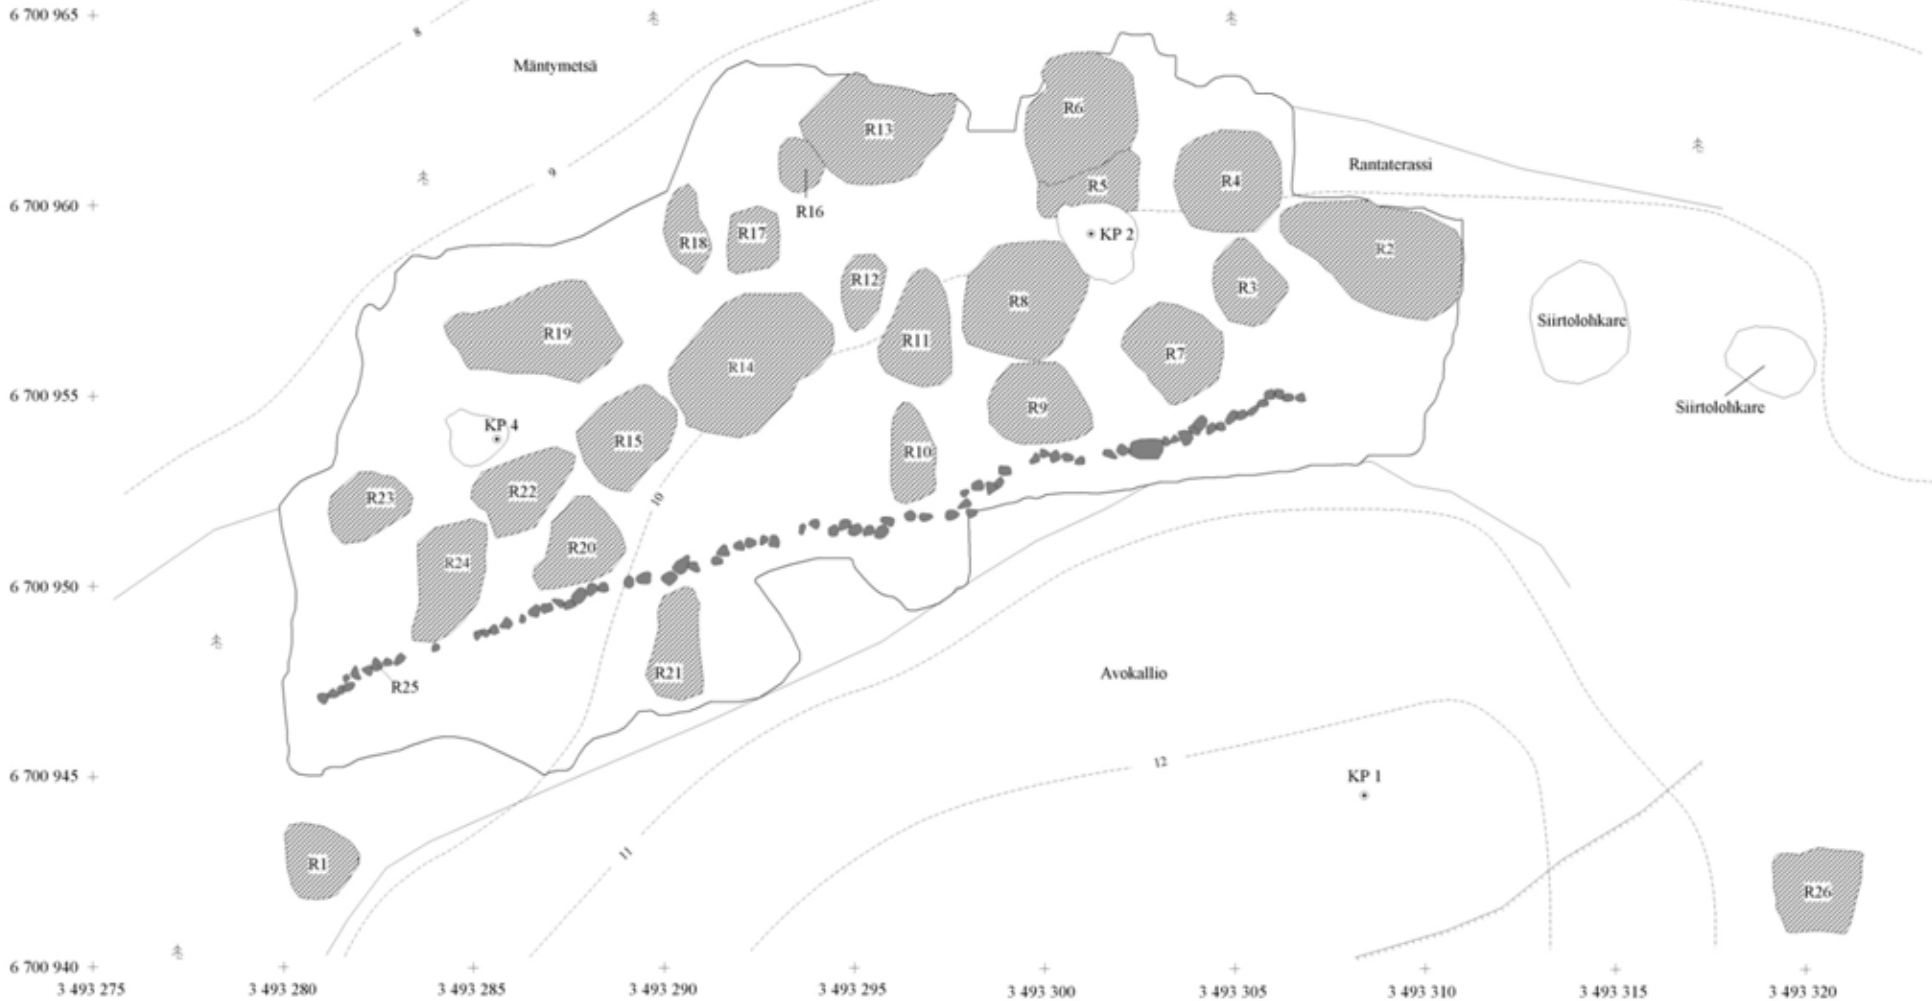 6 700 965
8
Mäntymetsä
R6
R13
Rantaterassi
9
R5
R4
6 700 960
R16
R18
R17
KP 2
R2
R12
R3
R8
Siirtolohkare
R19
R11
R7
R14
6 700 955
R9
Siirtolohkare
KP 4
R15
R10
R22
R23
10
R20
R24
6 700 950
R21
Avokallio
R25
12
6 700 945
KP 1
11
R1
R26
6 700 940
3 493 275
3 493 280
3 493 285
3 493 290
3 493 295
3 493 300
3 493 305
3 493 310
3 493 315
3 493 320